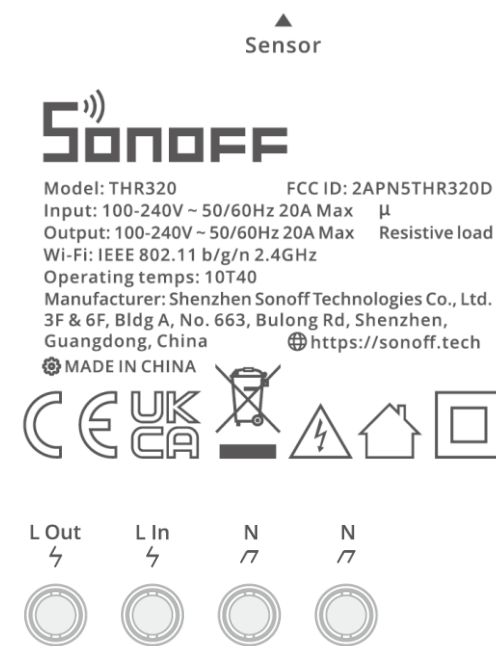 Sensor
SonoFF
Model: THR320 FCC ID: 2APN5THR320D
Input: 100-240V ~ 50/60Hz 20A Max μ
Output: 100-240V ~ 50/60Hz 20A Max Resistive load
Wi-Fi: IEEE 802.11 b/g/n 2.4GHz
Operating temps: 10T40
Manufacturer: Shenzhen Sonoff Technologies Co., Ltd.
3F & 6F, Bldg A, No. 663, Bulong Rd, Shenzhen,
Guangdong, China https://sonoff.tech
MADE IN CHINA
CE UK CA
L Out L In N N